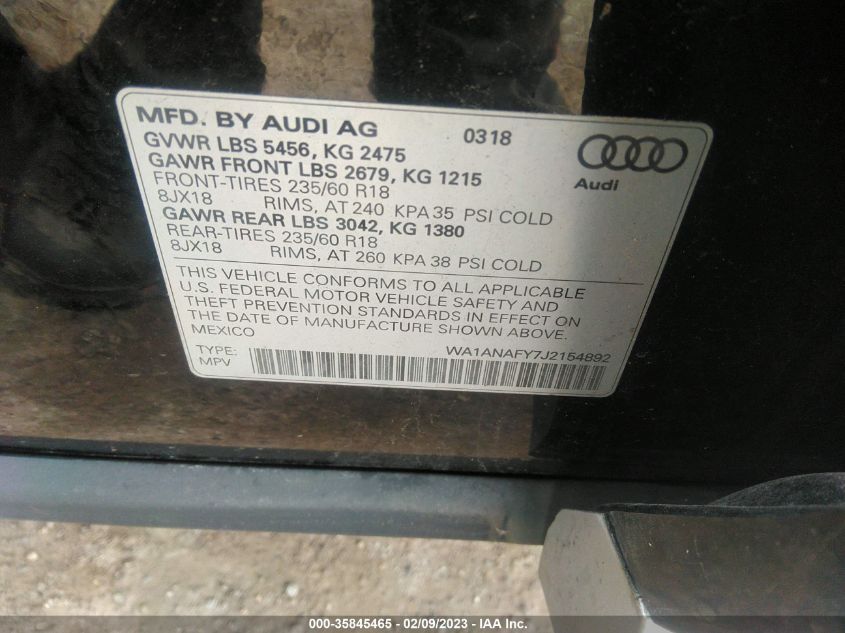 MFD. BY AUDI AG 0318
GVWR LBS 5456, KG 2475
GAWR FRONT LBS 2679, KG 1215
FRONT-TIRES 235/60 R18
8JX18 RIMS, AT 240 KPA 35 PSI COLD
GAWR REAR LBS 3042, KG 1380
REAR-TIRES 235/60 R18
8JX18 RIMS, AT 260 KPA 38 PSI COLD
Audi
THIS VEHICLE CONFORMS TO ALL APPLICABLE
U.S. FEDERAL MOTOR VEHICLE SAFETY AND
THEFT PREVENTION STANDARDS IN EFFECT ON
THE DATE OF MANUFACTURE SHOWN ABOVE.
MEXICO
WA1ANAFY7J2154892
TYPE:
MPV
000-35845465 - 02/09/2023 - © IAA Inc.